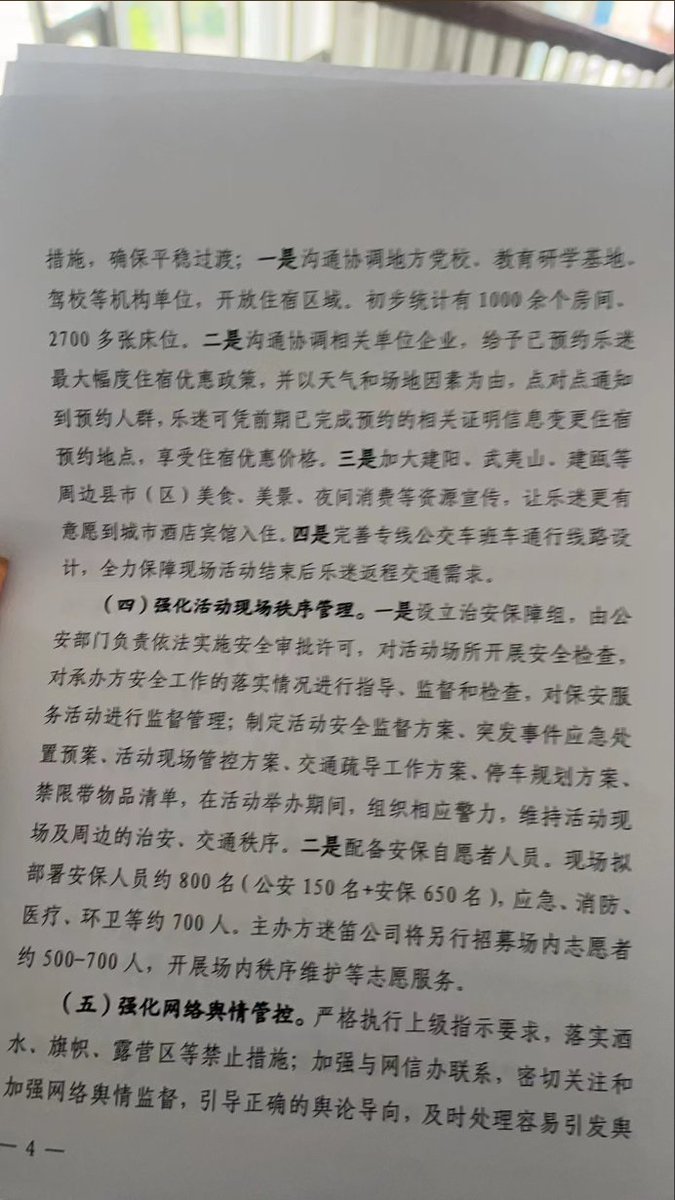 措施，确保平稳过渡；一是沟通协调地方党校、教育研学基地、
驾校等机构单位，开放住宿区域。初步统计有1000余个房间、
2700多张床位。二是沟通协调相关单位企业，给予已预约乐迷
最大幅度住宿优惠政策，并以天气和场地因素为由，点对点通知
到预约人群，乐迷可凭前期已完成预约的相关证明信息变更住宿
预约地点，享受住宿优惠价格。三是加大建阳、武夷山、建瓯等
周边县市（区）美食、美景、夜间消费等资源宣传，让乐迷更有
意愿到城市酒店宾馆入住。四是完善专线公交车班车通行线路设
计，全力保障现场活动结束后乐迷返程交通需求。
（四）强化活动现场秩序管理。一是设立治安保障组，由公
安部门负责依法实施安全审批许可，对活动场所开展安全检查，
对承办方安全工作的落实情况进行指导、监督和检查，对保安服
务活动进行监督管理；制定活动安全监督方案、突发事件应急处
置预案、活动现场管控方案、交通疏导工作方案、停车规划方案、
禁限带物品清单，在活动举办期间，组织相应警力，维持活动现
场及周边的治安、交通秩序。二是配备安保自愿者人员。现场拟
部署安保人员约800名（公安150名+安保650名），应急、消防、
医疗、环卫等约700人。主办方迷笛公司将另行招募场内志愿者
约500-700人，开展场内秩序维护等志愿服务。
（五）强化网络舆情管控。严格执行上级指示要求，落实酒
水、旗帜、露营区等禁止措施；加强与网信办联系，密切关注和
加强网络舆情监督，引导正确的舆论导向，及时处理容易引发舆
— 4 —